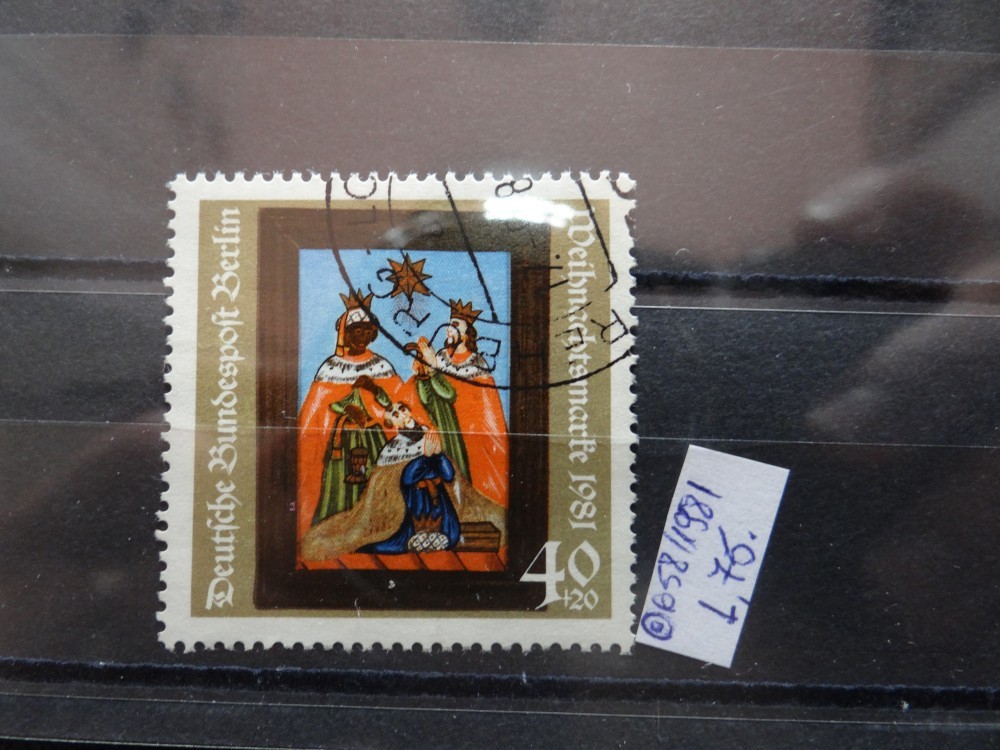 Deutsche Bundespost Berlin
Weihnachtsmarke 1981
40
+20
658/1981
1,75.